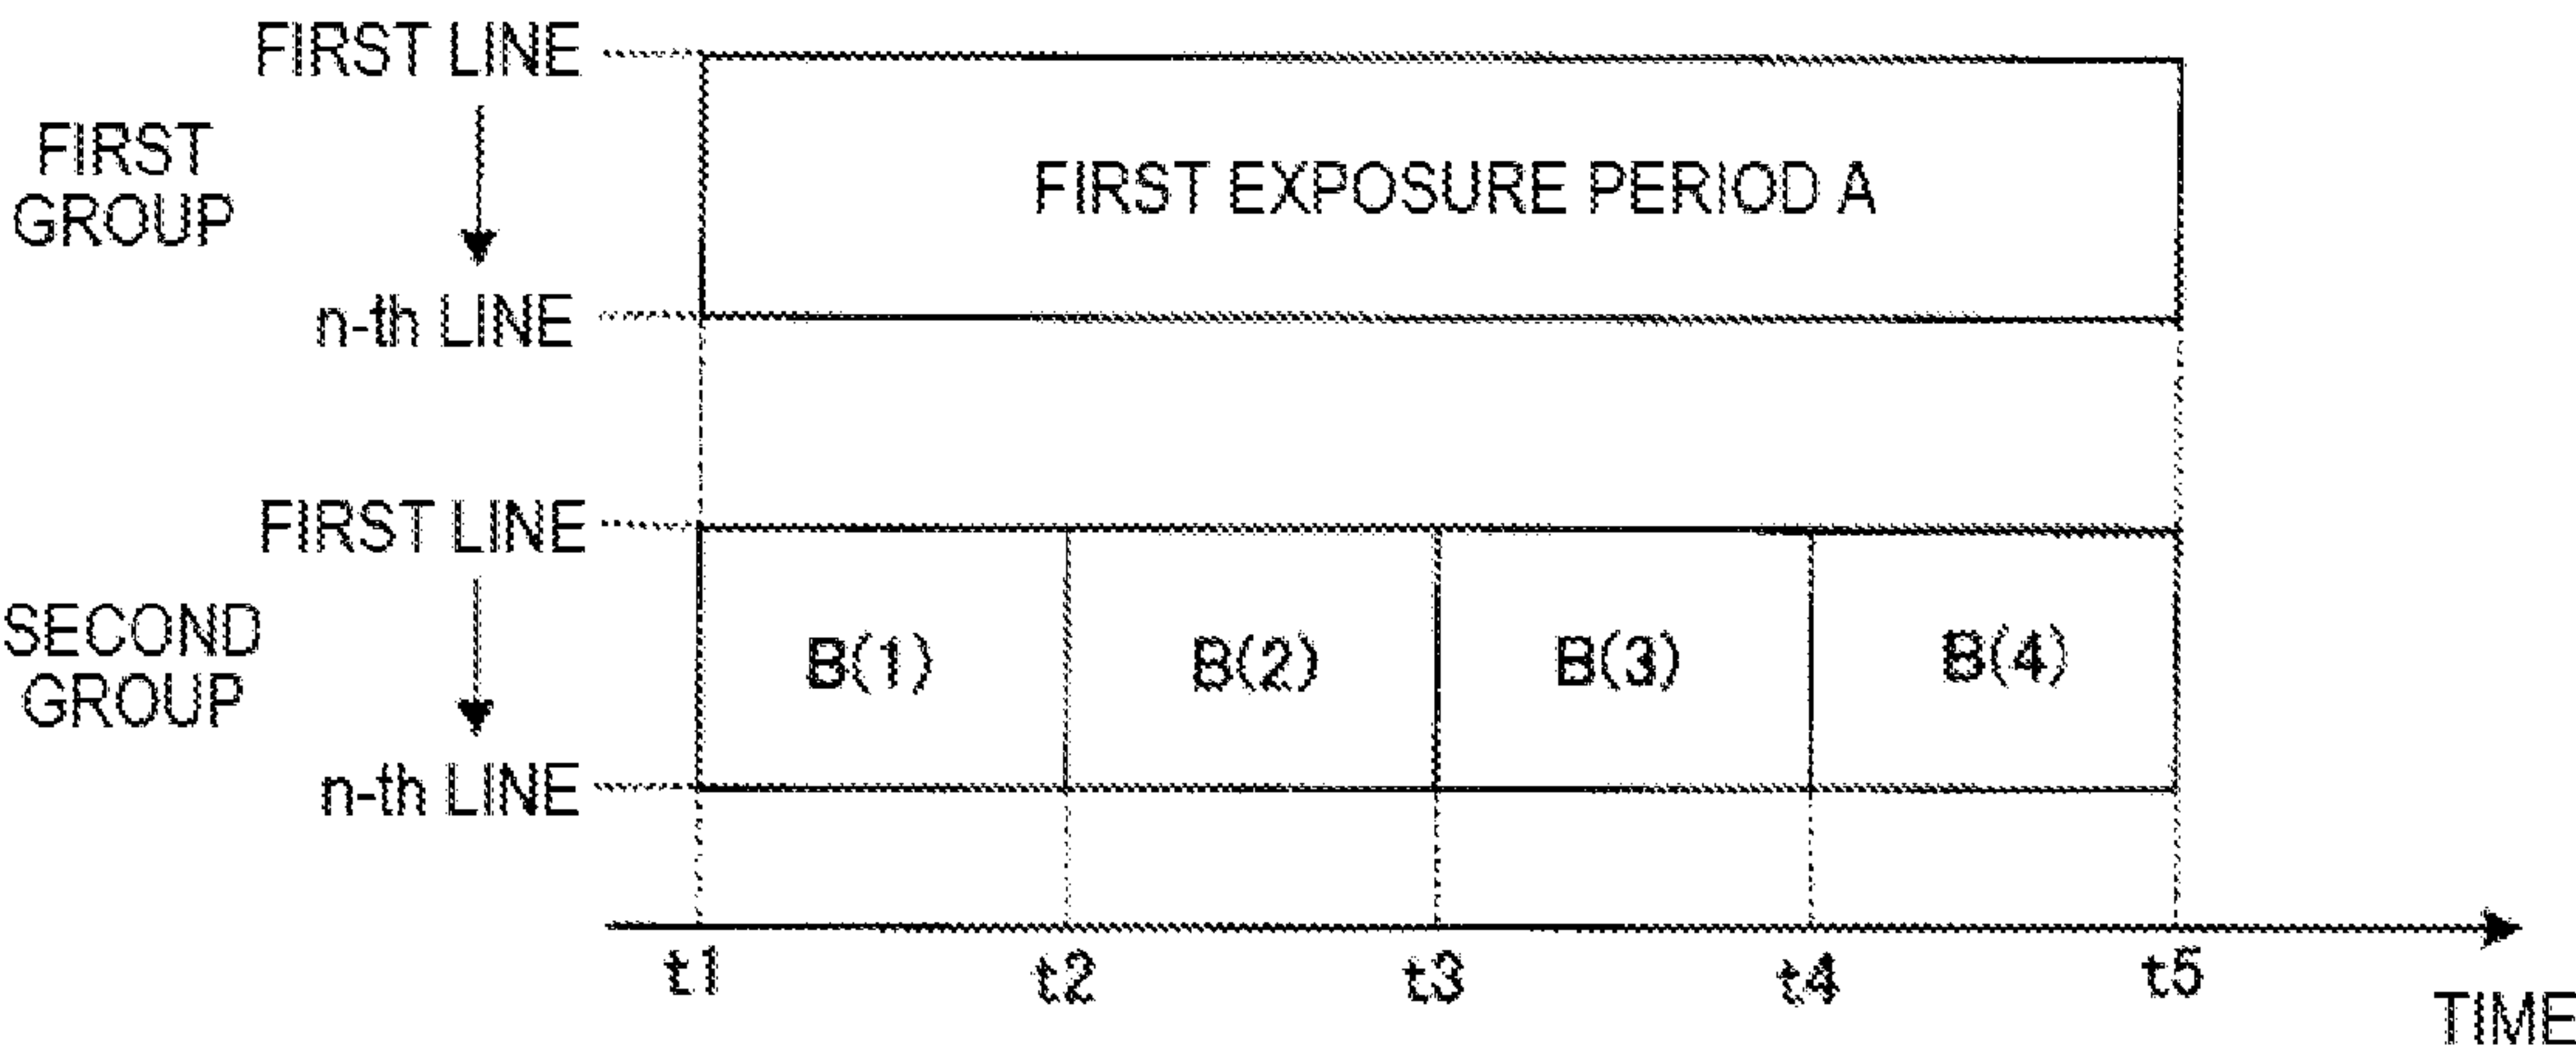 FIRST LINE
FIRST
GROUP
n-th LINE
FIRST EXPOSURE PERIOD A
FIRST LINE
SECOND
GROUP
n-th LINE
B(1) B(2) B(3) B(4)
t1 t2 t3 t4 t5
TIME